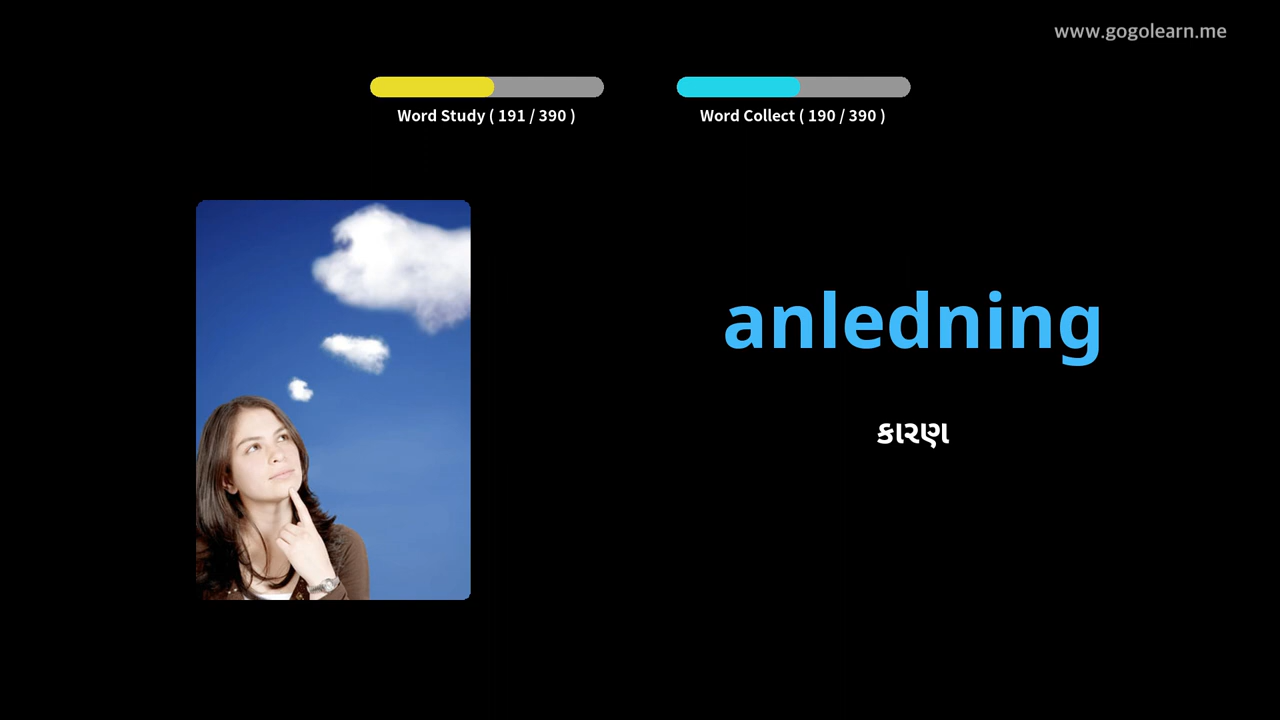 www.gogolearn.me
Word Study ( 191 / 390 )
Word Collect ( 190 / 390 )
anledning
કારણ